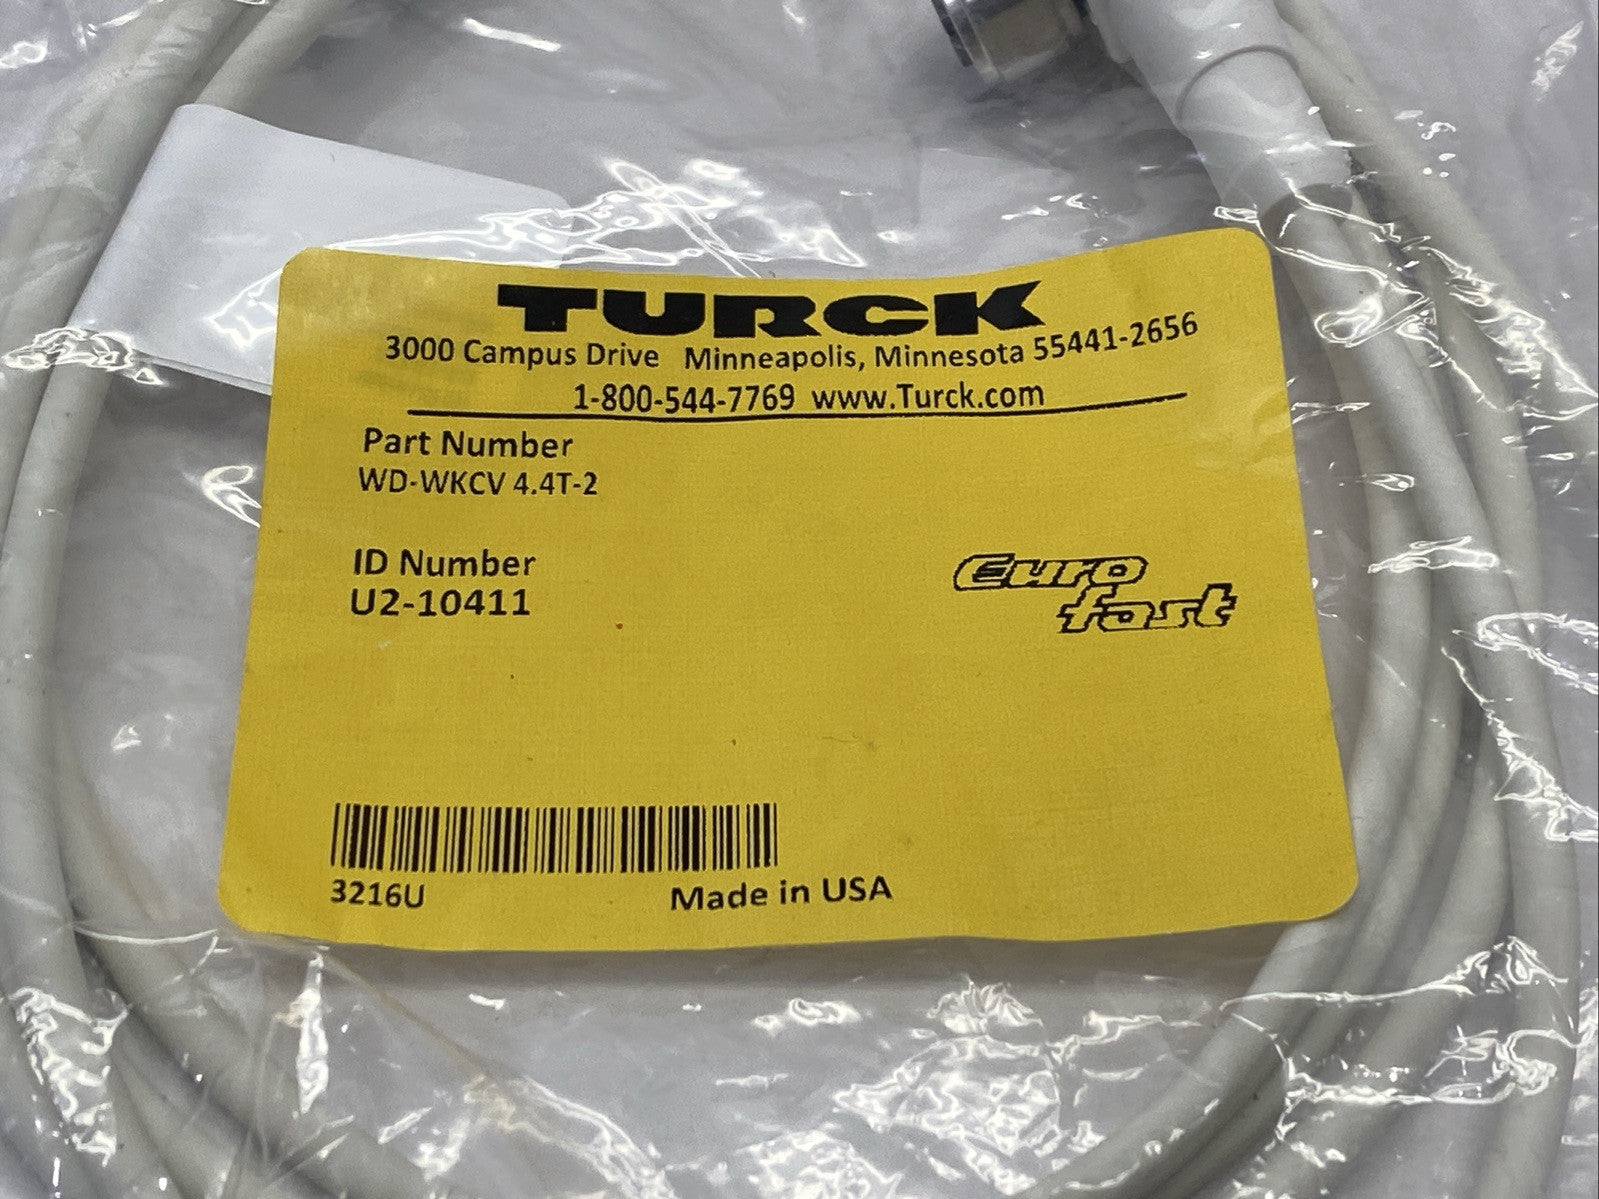 TURCK
3000 Campus Drive Minneapolis, Minnesota 55441-2656
1-800-544-7769 www.Turck.com
Part Number
WD-WKCV 4.4T-2
ID Number
U2-10411
Euro
fast
3216U Made in USA